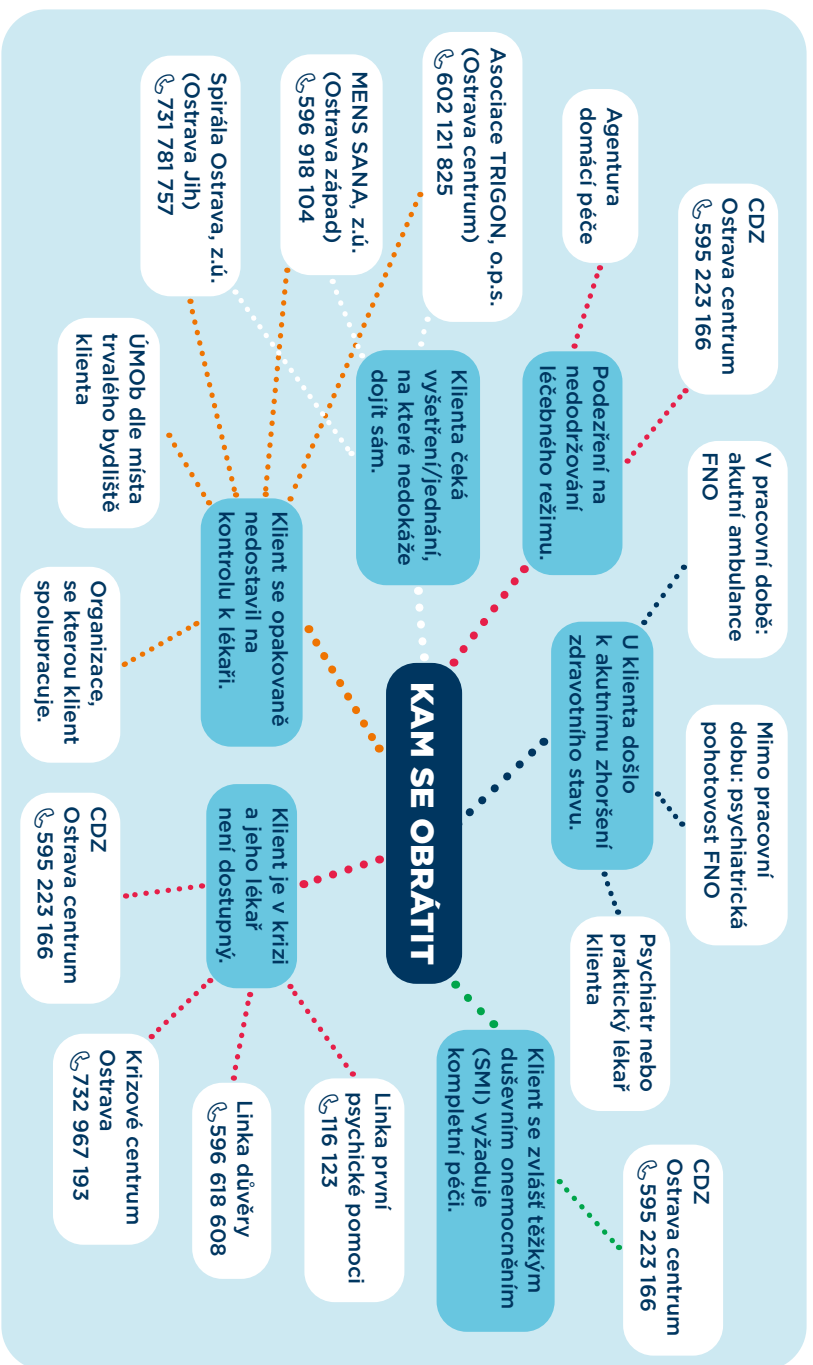 KAM SE OBRÁTIT
Podezření na
nedodržování
léčebného režimu.
CDZ
Ostrava centrum
595 223 166
Agentura
domácí péče
U klienta došlo
k akutnímu zhoršení
zdravotního stavu.
V pracovní době:
akutní ambulance
FNO
Mimo pracovní
dobu: psychiatrická
pohotovost FNO
Psychiatr nebo
praktický lékař
klienta
Klient se zvlášť těžkým
duševním onemocněním
(SMI) vyžaduje
kompletní péči.
CDZ
Ostrava centrum
595 223 166
Klienta čeká
vyšetření/jednání,
na které nedokáže
dojít sám.
Asociace TRIGON, o.p.s.
(Ostrava centrum)
602 121 825
MENS SANA, z.ú.
(Ostrava západ)
596 918 104
Spirála Ostrava, z.ú.
(Ostrava Jih)
731 781 757
Klient se opakovaně
nedostavil na
kontrolu k lékaři.
ÚMOb dle místa
trvalého bydliště
klienta
Organizace,
se kterou klient
spolupracuje.
Klient je v krizi
a jeho lékař
není dostupný.
CDZ
Ostrava centrum
595 223 166
Krizové centrum
Ostrava
732 967 193
Linka důvěry
596 618 608
Linka první
psychické pomoci
116 123